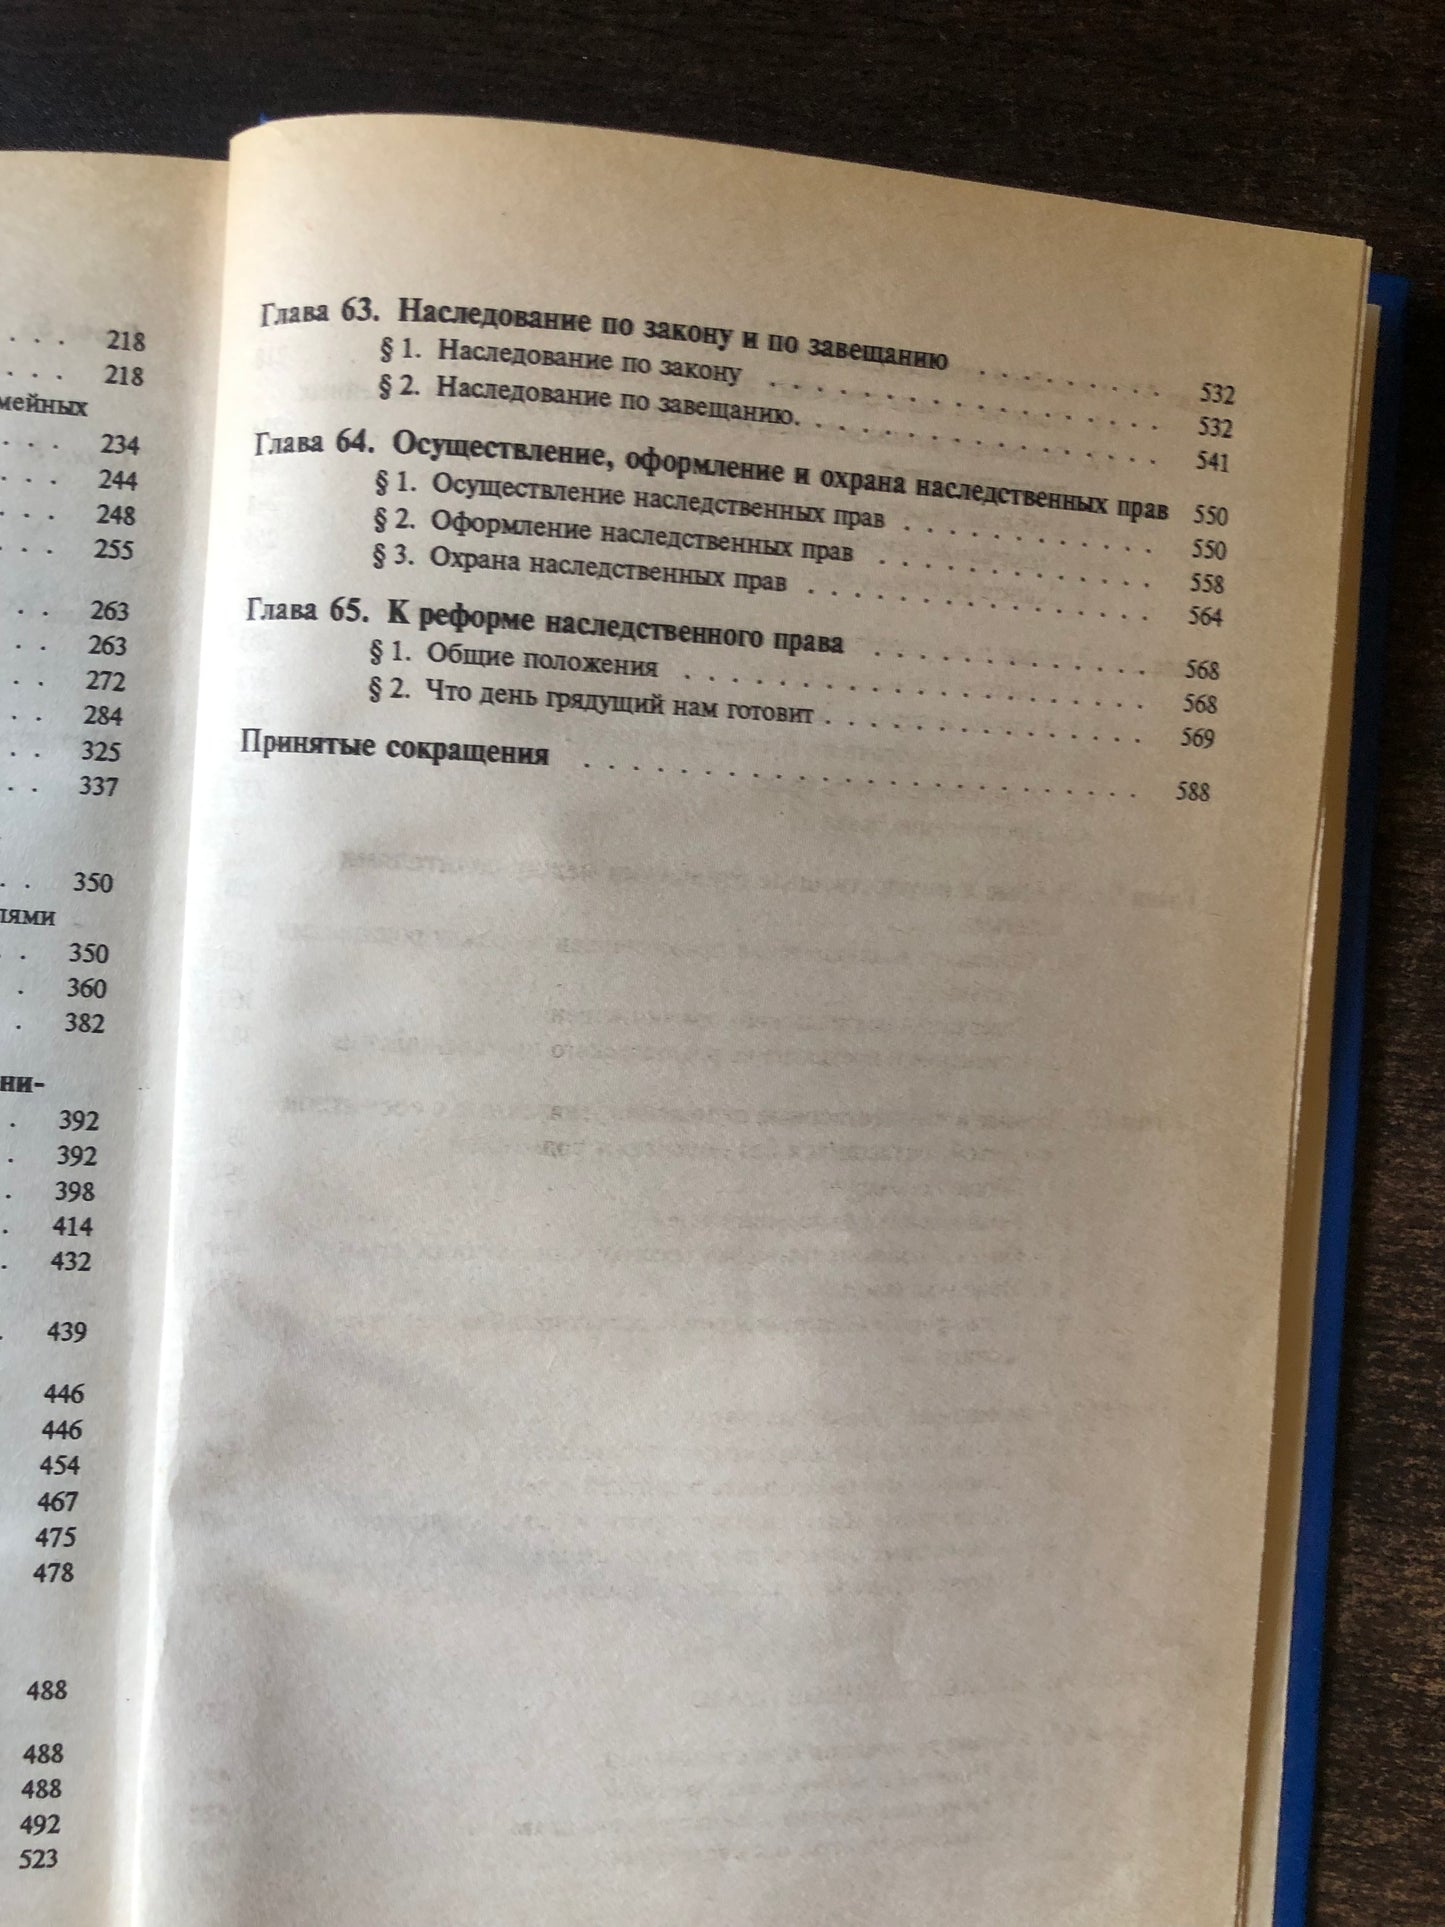 218
218
мейных
234
244
248
255
263
263
272
284
325
337
350
лями
350
360
382
ни-
392
392
398
414
432
439
446
446
454
467
475
478
488
488
488
492
523
Глава 63. Наследование по закону и по завещанию . . . . . . . . 532
§ 1. Наследование по закону . . . . . . . . . . . . . . . . 532
§ 2. Наследование по завещанию. . . . . . . . . . . . . . . 541
Глава 64. Осуществление, оформление и охрана наследственных прав 550
§ 1. Осуществление наследственных прав . . . . . . . . . . . 550
§ 2. Оформление наследственных прав . . . . . . . . . . . . 558
§ 3. Охрана наследственных прав . . . . . . . . . . . . . . 564
Глава 65. К реформе наследственного права . . . . . . . . . . . 568
§ 1. Общие положения . . . . . . . . . . . . . . . . . . . 568
§ 2. Что день грядущий нам готовит . . . . . . . . . . . . . 569
Принятые сокращения . . . . . . . . . . . . . . . . . . . . . 588